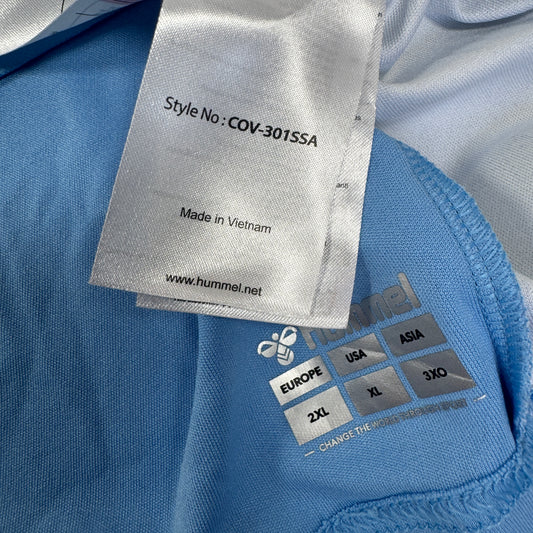 Style No : COV-301SSA
Made in Vietnam
www.hummel.net
hummel
EUROPE USA ASIA
2XL XL 3XO
CHANGE THE WORLD THROUGH SPORT